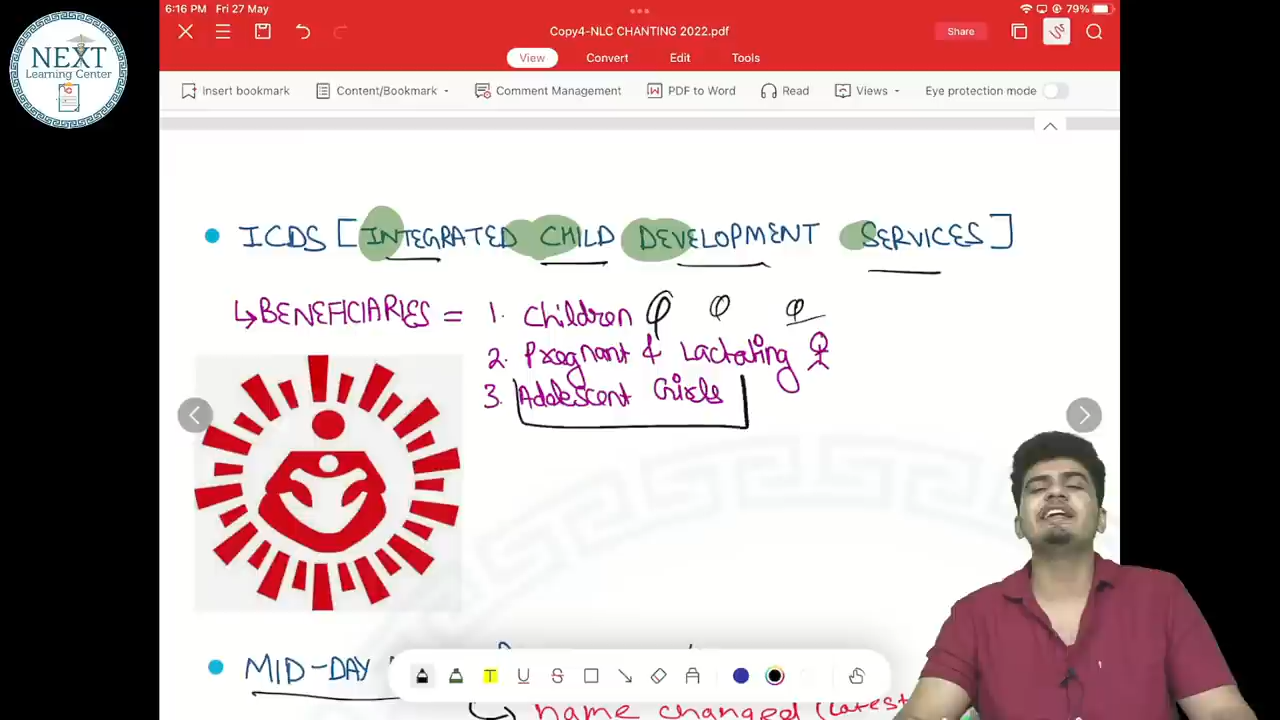 6:16 PM Fri 27 May
79%
NEXT
Learning Center
Copy4-NLC CHANTING 2022.pdf
Share
View Convert Edit Tools
Insert bookmark Content/Bookmark Comment Management PDF to Word Read Views Eye protection mode
• ICDS [INTEGRATED CHILD DEVELOPMENT SERVICES]
↳BENEFICIARIES = 1. Children
2. Pregnant & Lactating
3. Adolescent Girls
• MID-DAY
name changed (Latest